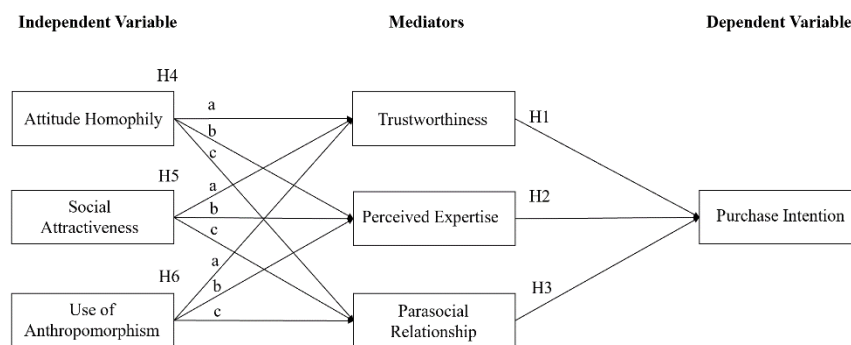 Independent Variable
Mediators
Dependent Variable
H4
Attitude Homophily
a
b
c
Trustworthiness
H1
H5
Social
Attractiveness
a
b
c
Perceived Expertise
H2
Purchase Intention
H6
Use of
Anthropomorphism
a
b
c
Parasocial
Relationship
H3